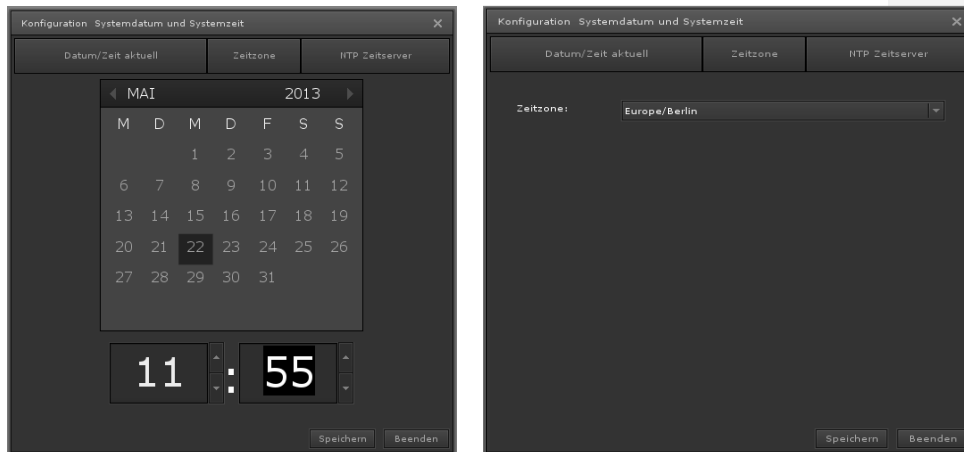 Konfiguration Systemdatum und Systemzeit
Datum/Zeit aktuell Zeitzone NTP Zeitserver
MAI 2013
M D M D F S S
1 2 3 4 5
6 7 8 9 10 11 12
13 14 15 16 17 18 19
20 21 22 23 24 25 26
27 28 29 30 31
11 : 55
Speichern Beenden
Konfiguration Systemdatum und Systemzeit
Datum/Zeit aktuell Zeitzone NTP Zeitserver
Zeitzone: Europe/Berlin
Speichern Beenden